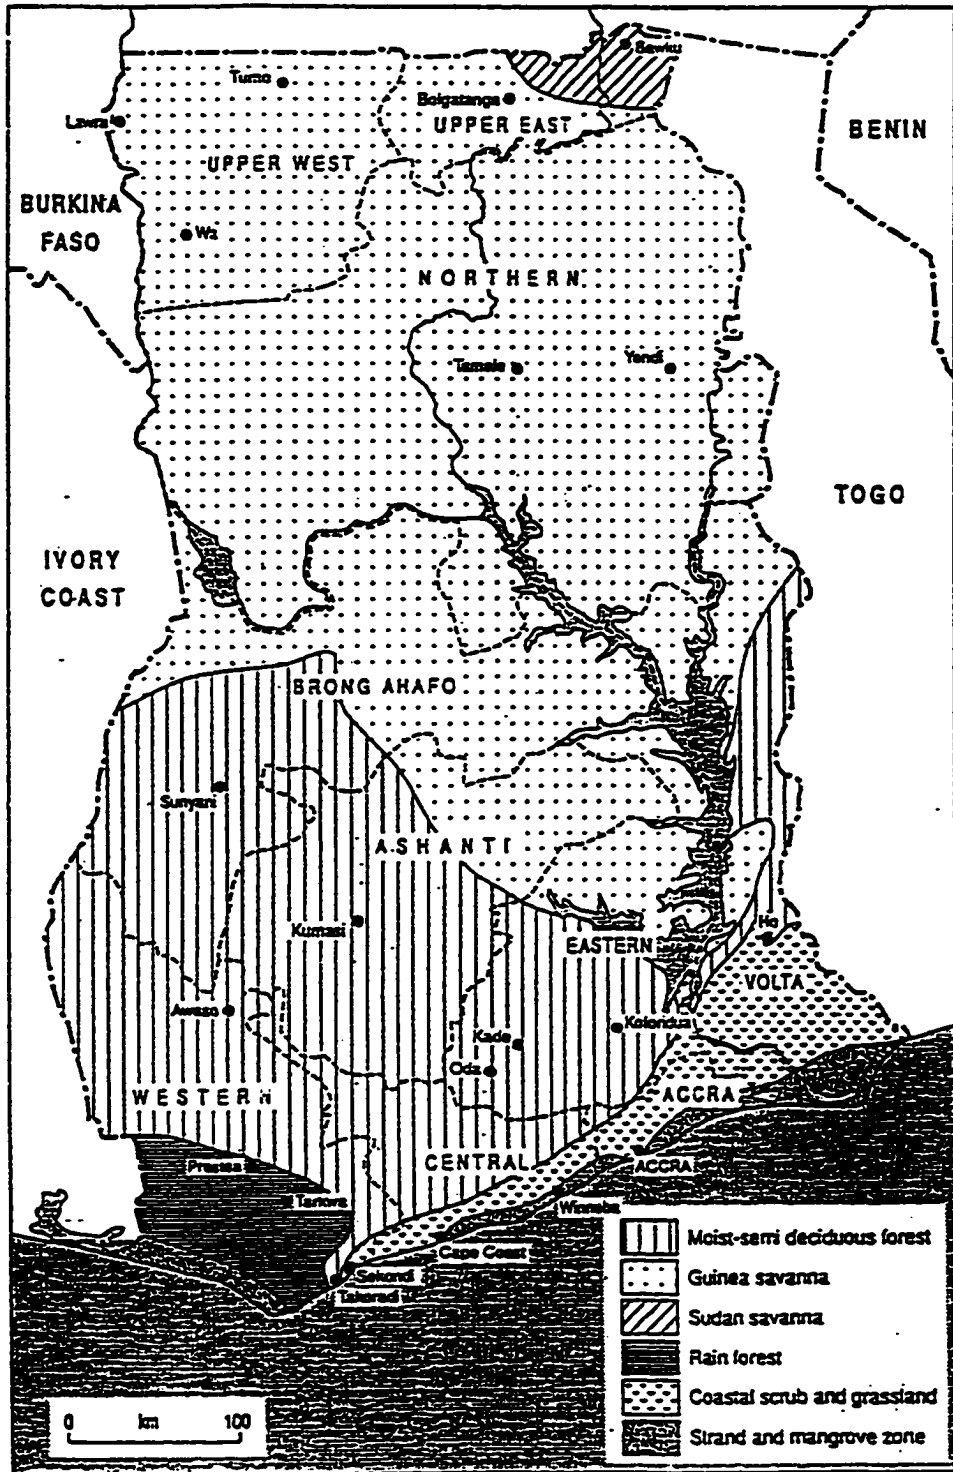 Bawku
Tumo
Bolgatanga
Lawra
UPPER EAST
BENIN
UPPER WEST
BURKINA
FASO
Wa
NORTHERN
Tamale
Yendi
TOGO
IVORY
COAST
BRONG AHAFO
Sunyani
ASHANTI
Kumasi
Ho
EASTERN
VOLTA
Awaso
Koforidua
Kade
Oda
WESTERN
ACCRA
CENTRAL
ACCRA
Prestea
Tarkwa
Winneba
Cape Coast
Sekondi
Takoradi
Moist-semi deciduous forest
Guinea savanna
Sudan savanna
Rain forest
Coastal scrub and grassland
Strand and mangrove zone
0 km 100